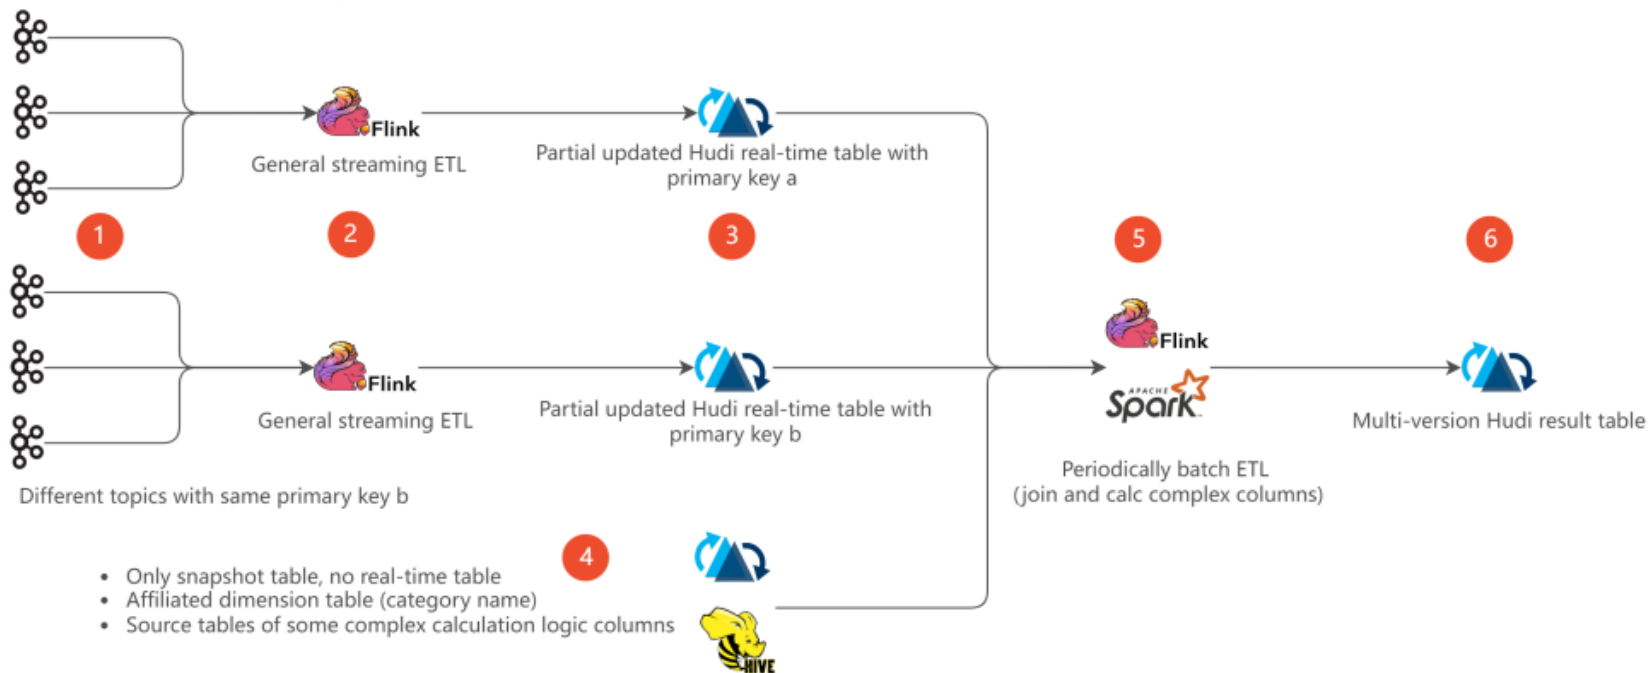 Flink
General streaming ETL
Partial updated Hudi real-time table with
primary key a
1
2
3
5
6
Flink
General streaming ETL
Partial updated Hudi real-time table with
primary key b
Flink
APACHE
Spark
Multi-version Hudi result table
Periodically batch ETL
(join and calc complex columns)
Different topics with same primary key b
4
• Only snapshot table, no real-time table
• Affiliated dimension table (category name)
• Source tables of some complex calculation logic columns
HIVE